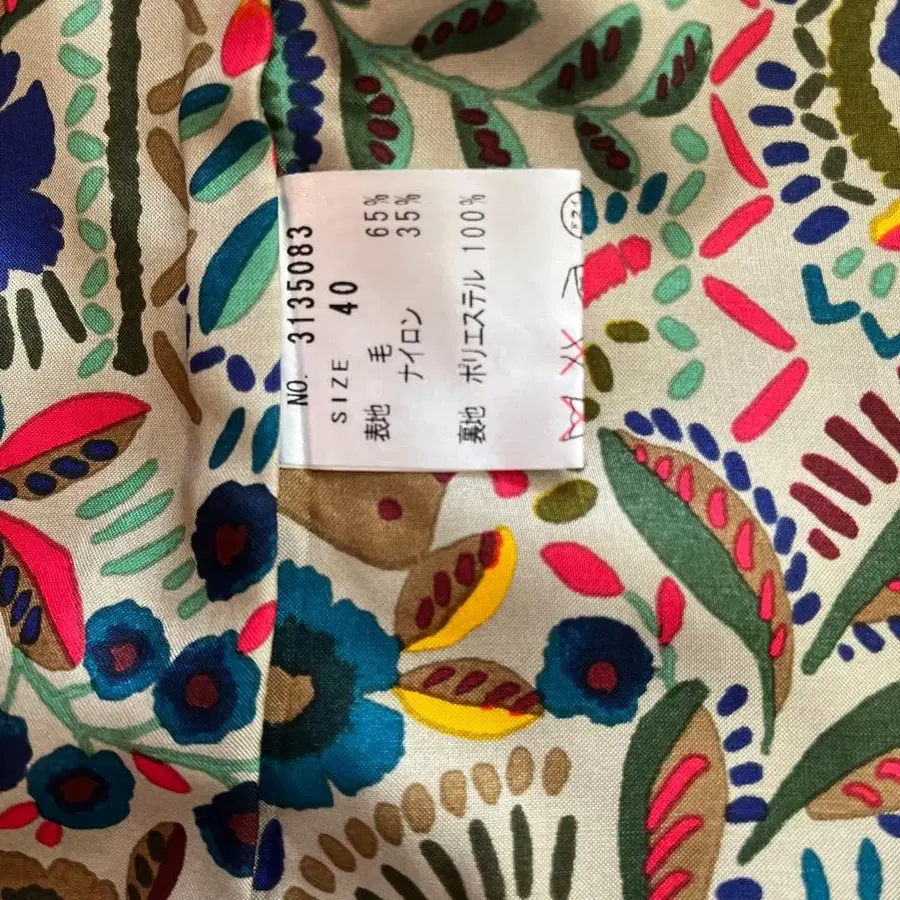 NO. 3135083
SIZE 40
表地 毛 65%
ナイロン 35%
裏地 ポリエステル 100%